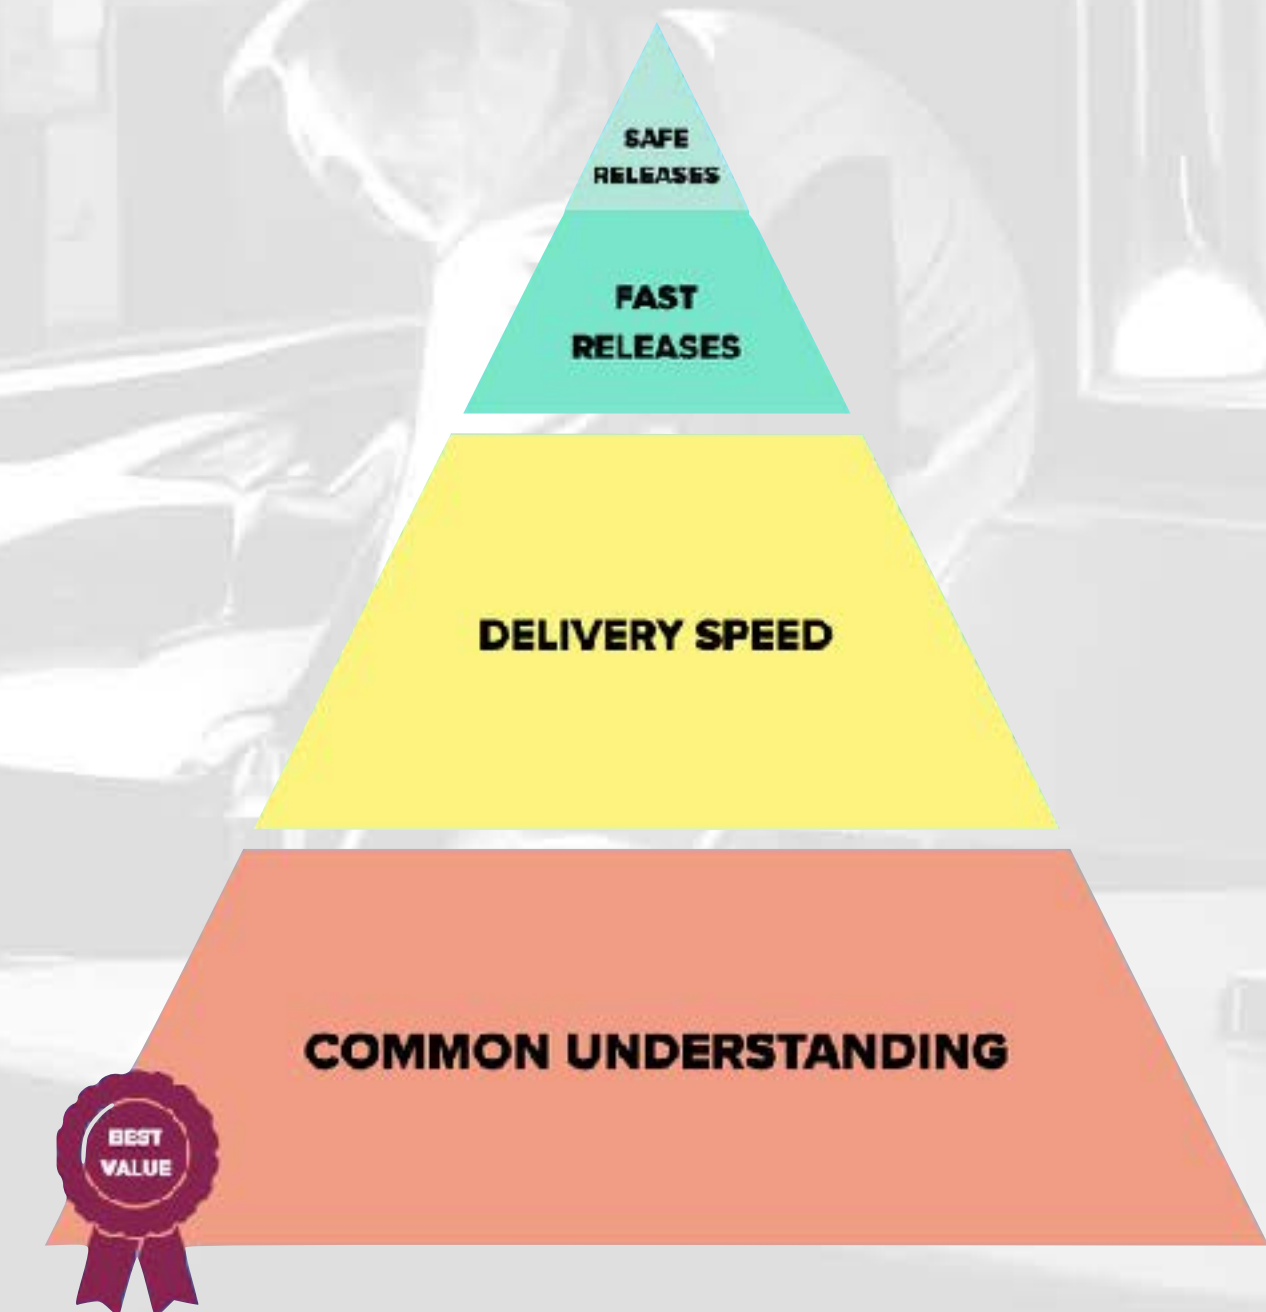 SAFE
RELEASES
FAST
RELEASES
DELIVERY SPEED
COMMON UNDERSTANDING
BEST
VALUE